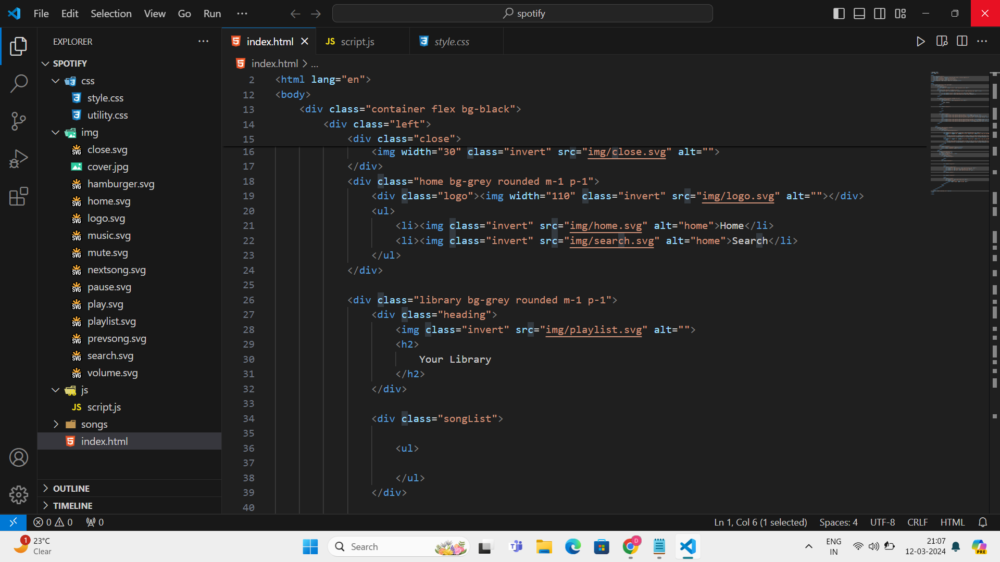 File Edit Selection View Go Run ···
spotify
EXPLORER ···
SPOTIFY
css
style.css
utility.css
img
close.svg
cover.jpg
hamburger.svg
home.svg
logo.svg
music.svg
mute.svg
nextsong.svg
pause.svg
play.svg
playlist.svg
prevsong.svg
search.svg
volume.svg
js
JS script.js
songs
index.html
OUTLINE
TIMELINE
index.html
JS script.js
style.css
index.html > ...
2 <html lang="en">
12 <body>
13 <div class="container flex bg-black">
14 <div class="left">
15 <div class="close">
16 <img width="30" class="invert" src="img/close.svg" alt="">
17 </div>
18 <div class="home bg-grey rounded m-1 p-1">
19 <div class="logo"><img width="110" class="invert" src="img/logo.svg" alt=""></div>
20 <ul>
21 <li><img class="invert" src="img/home.svg" alt="home">Home</li>
22 <li><img class="invert" src="img/search.svg" alt="home">Search</li>
23 </ul>
24 </div>
25
26 <div class="library bg-grey rounded m-1 p-1">
27 <div class="heading">
28 <img class="invert" src="img/playlist.svg" alt="">
29 <h2>
30 Your Library
31 </h2>
32 </div>
33
34 <div class="songList">
35
36 <ul>
37
38 </ul>
39 </div>
40
0 0 0
Ln 1, Col 6 (1 selected) Spaces: 4 UTF-8 CRLF HTML
1
23°C
Clear
Search
D
ENG
IN
21:07
12-03-2024
PRE